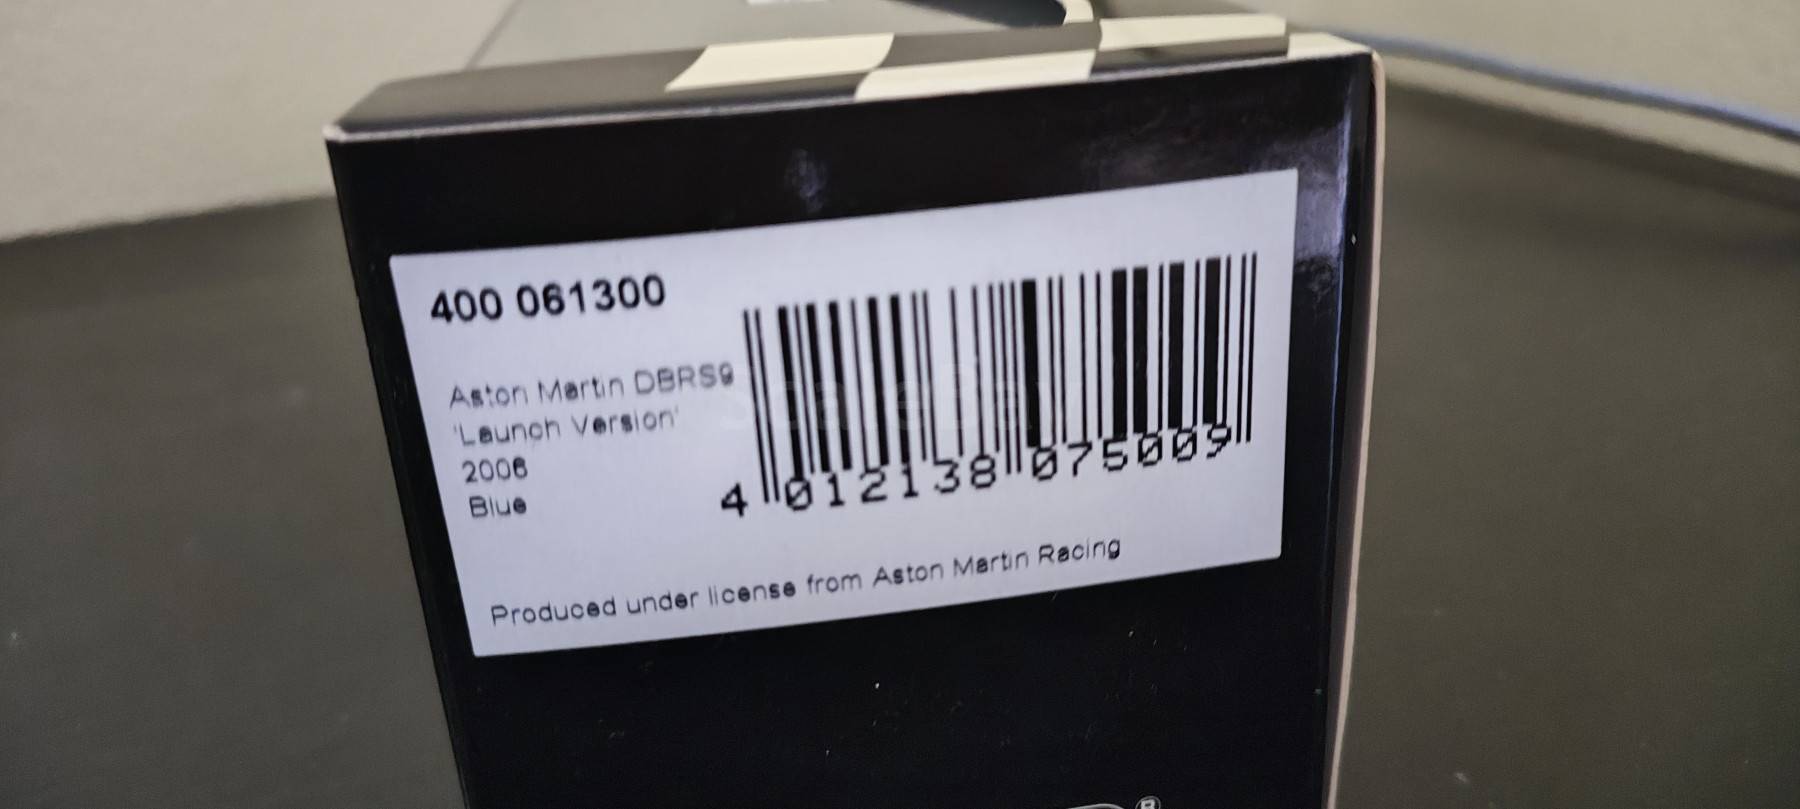 400 061300
Aston Martin DBRS9
'Launch Version'
2006
Blue
4 012138 075009
Produced under license from Aston Martin Racing
ScaleBay
®